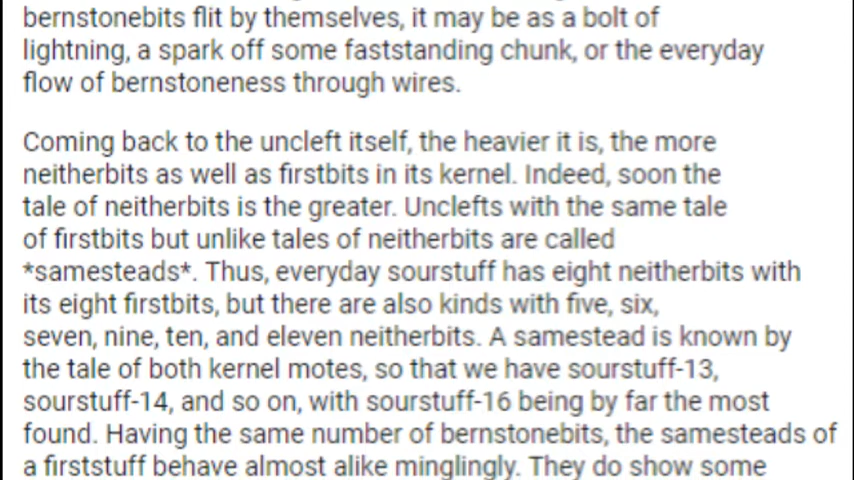 bernstonebits flit by themselves, it may be as a bolt of
lightning, a spark off some faststanding chunk, or the everyday
flow of bernstoneness through wires.
Coming back to the uncleft itself, the heavier it is, the more
neitherbits as well as firstbits in its kernel. Indeed, soon the
tale of neitherbits is the greater. Unclefts with the same tale
of firstbits but unlike tales of neitherbits are called
*samesteads*. Thus, everyday sourstuff has eight neitherbits with
its eight firstbits, but there are also kinds with five, six,
seven, nine, ten, and eleven neitherbits. A samestead is known by
the tale of both kernel motes, so that we have sourstuff-13,
sourstuff-14, and so on, with sourstuff-16 being by far the most
found. Having the same number of bernstonebits, the samesteads of
a firststuff behave almost alike minglingly. They do show some